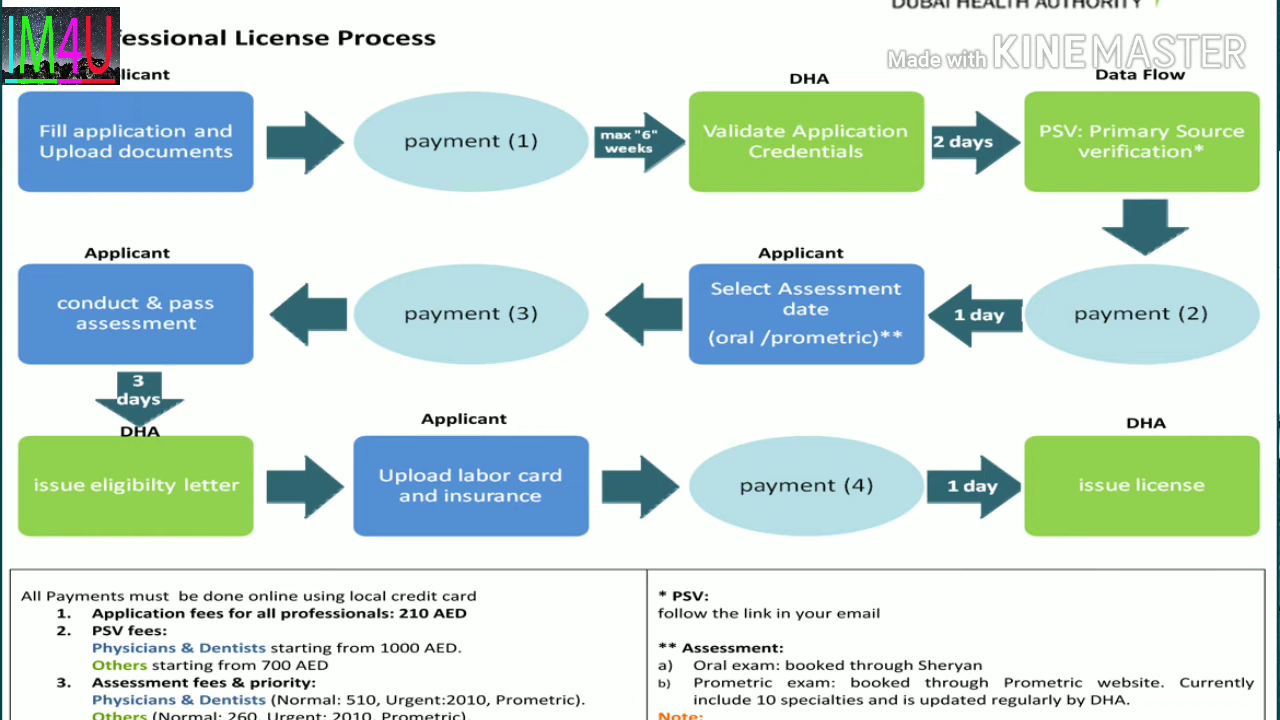 DUBAI HEALTH AUTHORITY
IM4U
fessional License Process
Made with KINEMASTER
licant
DHA
Data Flow
Fill application and
Upload documents
payment (1)
max "6"
weeks
Validate Application
Credentials
2 days
PSV: Primary Source
verification*
Applicant
Applicant
conduct & pass
assessment
payment (3)
Select Assessment
date
(oral /prometric)**
1 day
payment (2)
3
days
DHA
Applicant
DHA
issue eligibilty letter
Upload labor card
and insurance
payment (4)
1 day
issue license
All Payments must be done online using local credit card
1. Application fees for all professionals: 210 AED
2. PSV fees:
Physicians & Dentists starting from 1000 AED.
Others starting from 700 AED
3. Assessment fees & priority:
Physicians & Dentists (Normal: 510, Urgent:2010, Prometric).
Others (Normal: 260, Urgent: 2010, Prometric).
* PSV:
follow the link in your email
** Assessment:
a) Oral exam: booked through Sheryan
b) Prometric exam: booked through Prometric website. Currently
include 10 specialties and is updated regularly by DHA.
Note: